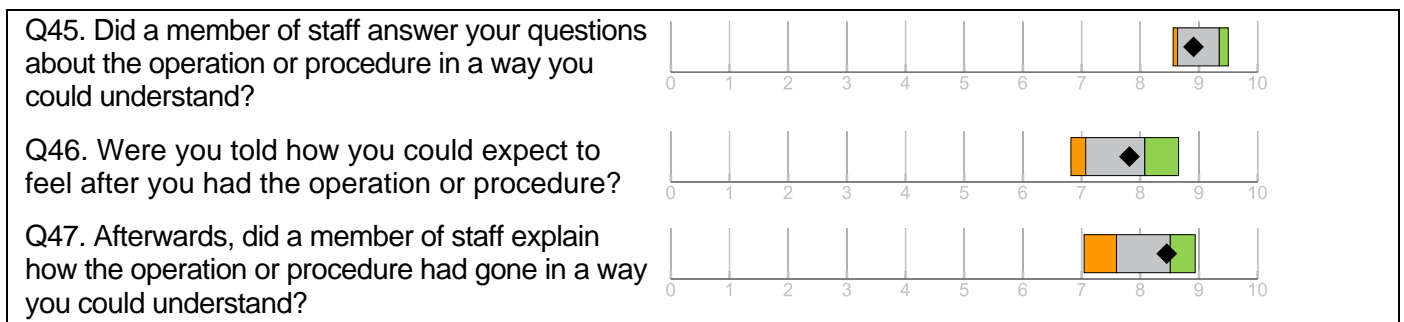 Q45. Did a member of staff answer your questions
about the operation or procedure in a way you
could understand?
0 1 2 3 4 5 6 7 8 9 10
Q46. Were you told how you could expect to
feel after you had the operation or procedure?
0 1 2 3 4 5 6 7 8 9 10
Q47. Afterwards, did a member of staff explain
how the operation or procedure had gone in a way
you could understand?
0 1 2 3 4 5 6 7 8 9 10